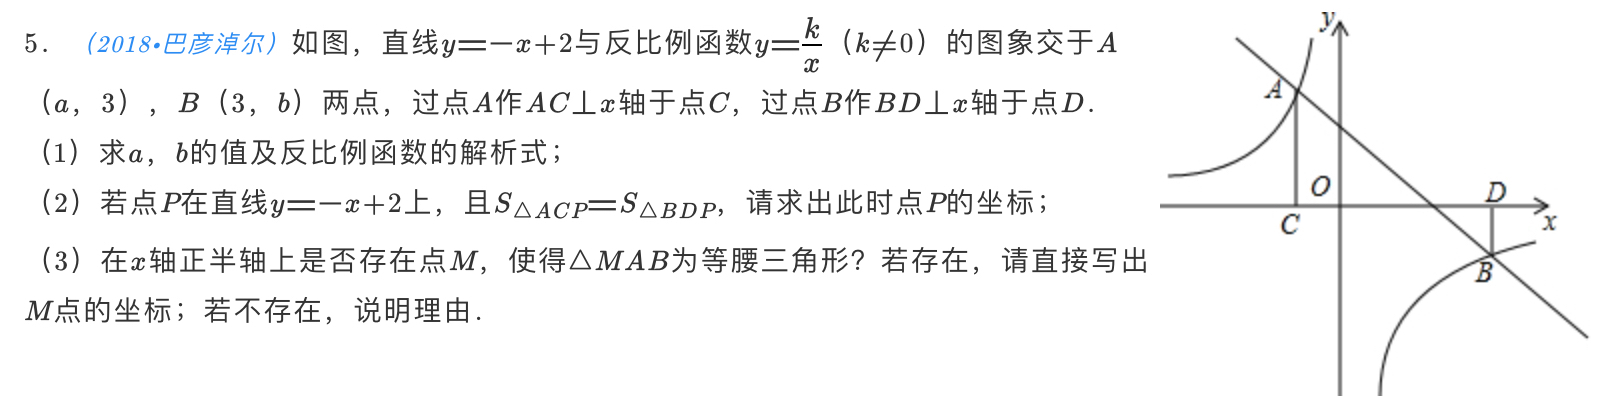 5. （2018•巴彦淖尔）如图，直线y=−x+2与反比例函数y=k/x（k≠0）的图象交于A
（a，3），B（3，b）两点，过点A作AC⊥x轴于点C，过点B作BD⊥x轴于点D.
（1）求a，b的值及反比例函数的解析式；
（2）若点P在直线y=−x+2上，且S△ACP=S△BDP，请求出此时点P的坐标；
（3）在x轴正半轴上是否存在点M，使得△MAB为等腰三角形？若存在，请直接写出
M点的坐标；若不存在，说明理由.
y
A
O
D
C
x
B